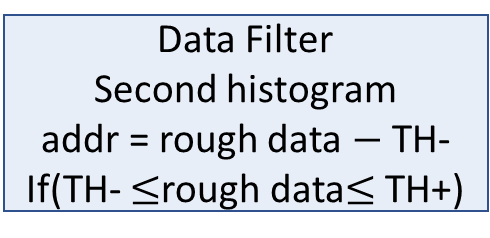 Data Filter
Second histogram
addr = rough data − TH-
If(TH- ≤rough data≤ TH+)